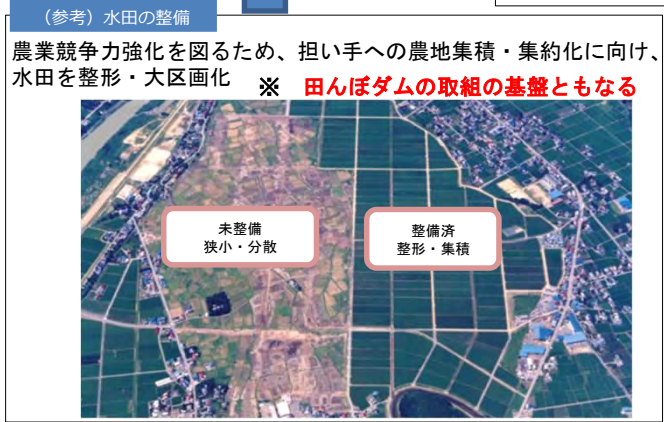 （参考）水田の整備
農業競争力強化を図るため、担い手への農地集積・集約化に向け、
水田を整形・大区画化　※　田んぼダムの取組の基盤ともなる
未整備
狭小・分散
整備済
整形・集積